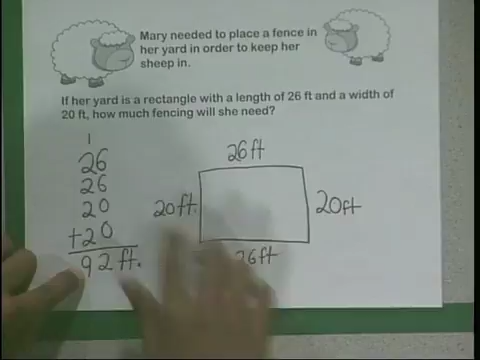 Mary needed to place a fence in
her yard in order to keep her
sheep in.
If her yard is a rectangle with a length of 26 ft and a width of
20 ft, how much fencing will she need?
1
26
26
20
+20
92 ft.
26ft
20ft.
20ft
26ft